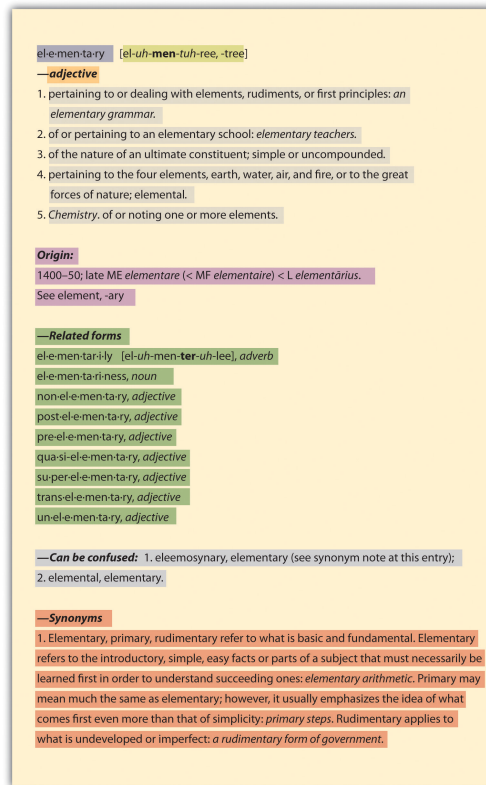 el·e·men·ta·ry [el-uh-men-tuh-ree, -tree]
—adjective
1. pertaining to or dealing with elements, rudiments, or first principles: an
elementary grammar.
2. of or pertaining to an elementary school: elementary teachers.
3. of the nature of an ultimate constituent; simple or uncompounded.
4. pertaining to the four elements, earth, water, air, and fire, or to the great
forces of nature; elemental.
5. Chemistry. of or noting one or more elements.
Origin:
1400–50; late ME elementare (< MF elementaire) < L elementārius.
See element, -ary
—Related forms
el·e·men·tar·i·ly [el-uh-men-ter-uh-lee], adverb
el·e·men·ta·ri·ness, noun
non·el·e·men·ta·ry, adjective
post·el·e·men·ta·ry, adjective
pre·el·e·men·ta·ry, adjective
qua·si-el·e·men·ta·ry, adjective
su·per·el·e·men·ta·ry, adjective
trans·el·e·men·ta·ry, adjective
un·el·e·men·ta·ry, adjective
—Can be confused: 1. eleemosynary, elementary (see synonym note at this entry);
2. elemental, elementary.
—Synonyms
1. Elementary, primary, rudimentary refer to what is basic and fundamental. Elementary
refers to the introductory, simple, easy facts or parts of a subject that must necessarily be
learned first in order to understand succeeding ones: elementary arithmetic. Primary may
mean much the same as elementary; however, it usually emphasizes the idea of what
comes first even more than that of simplicity: primary steps. Rudimentary applies to
what is undeveloped or imperfect: a rudimentary form of government.